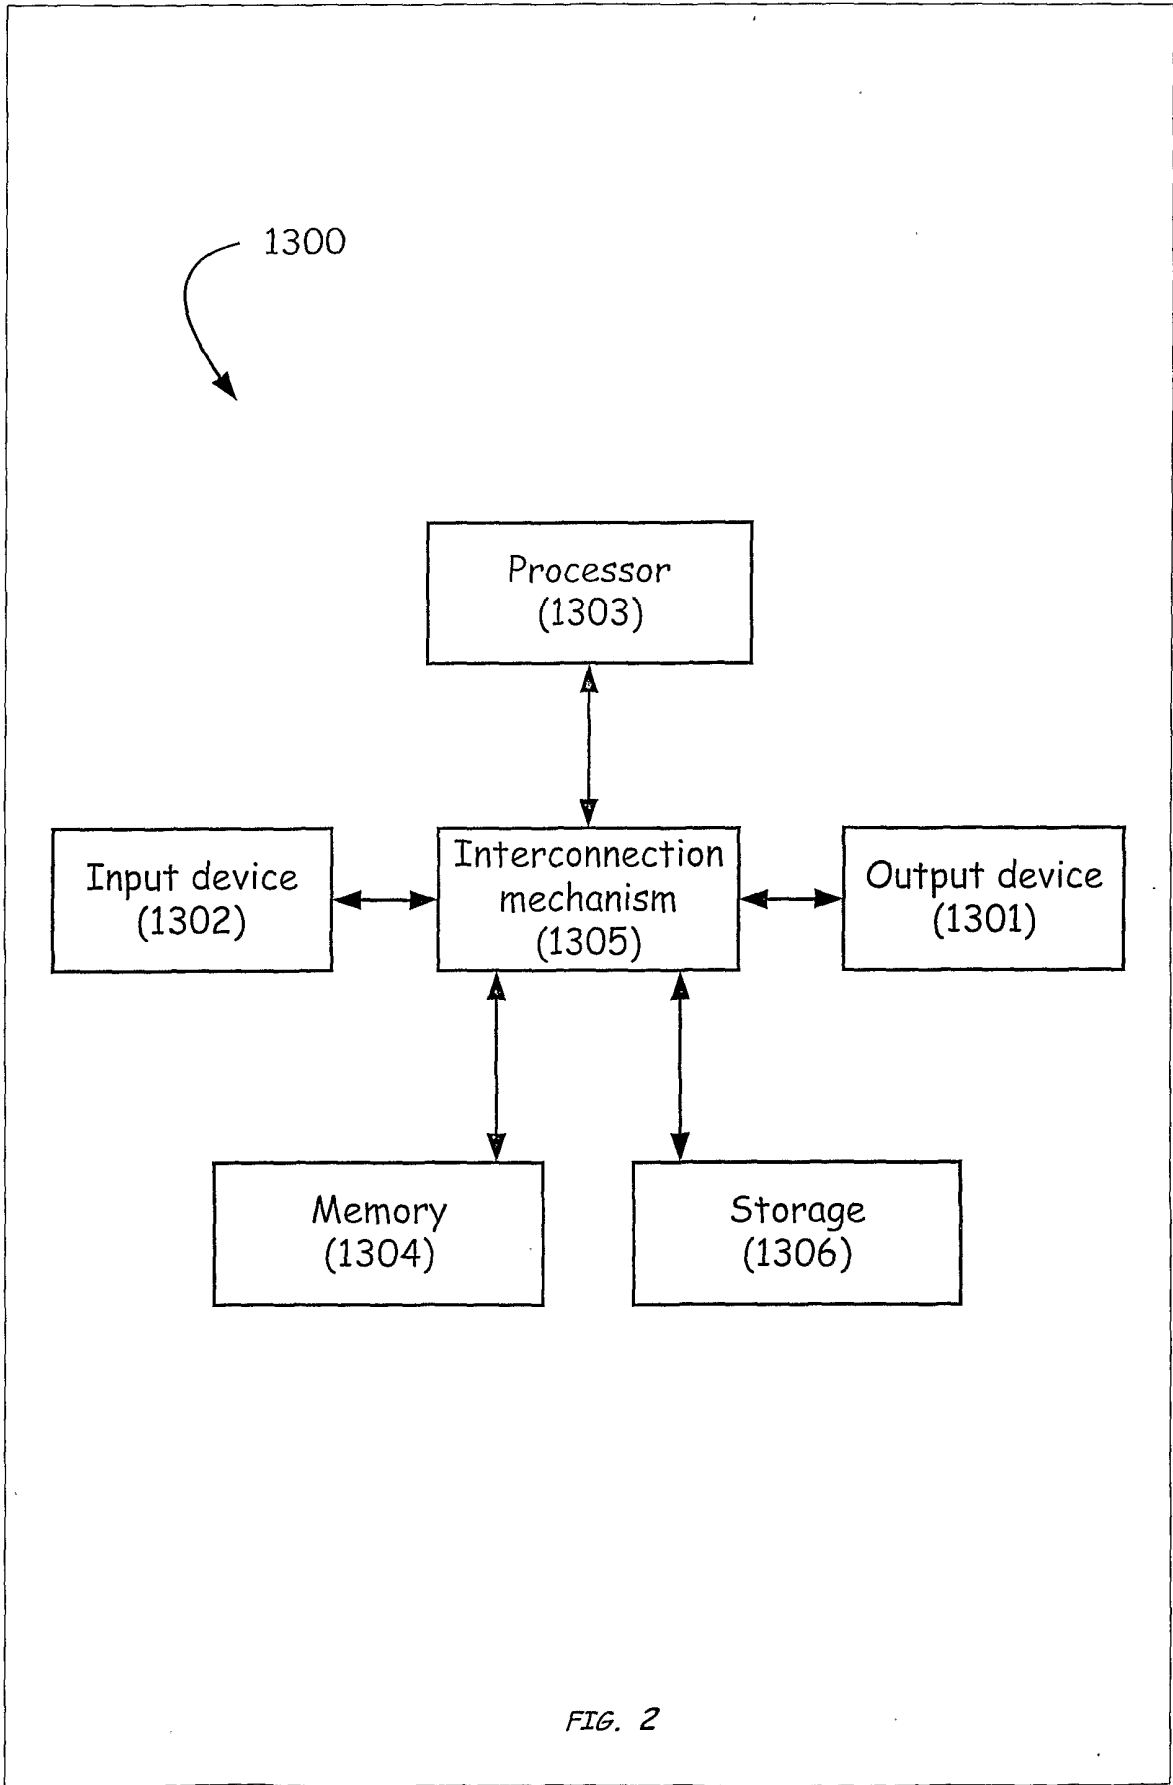 1300
Processor
(1303)
Input device
(1302)
Interconnection
mechanism
(1305)
Output device
(1301)
Memory
(1304)
Storage
(1306)
FIG. 2